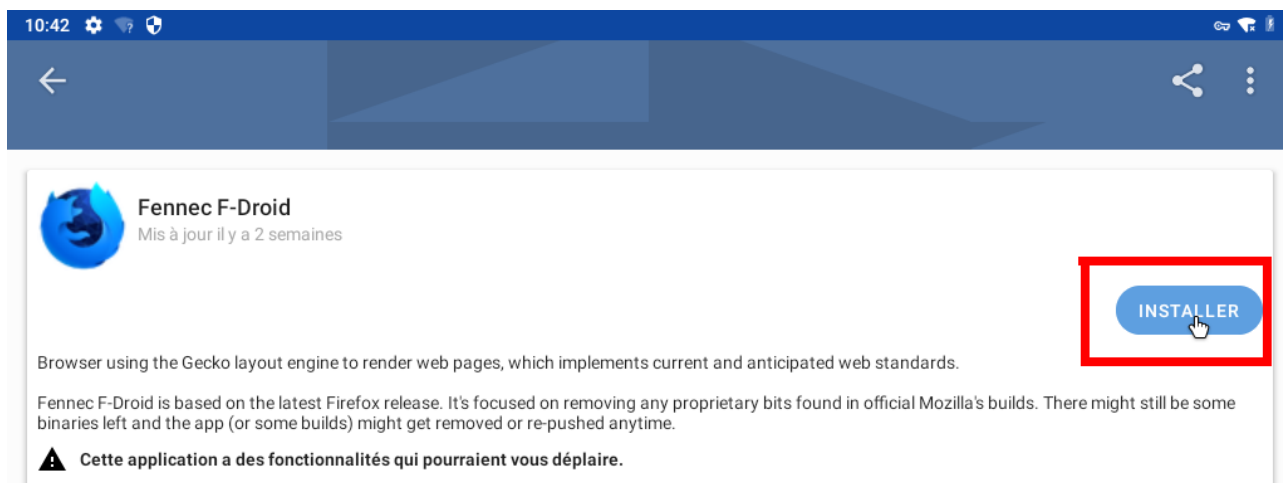 10:42
Fennec F-Droid
Mis à jour il y a 2 semaines
INSTALLER
Browser using the Gecko layout engine to render web pages, which implements current and anticipated web standards.
Fennec F-Droid is based on the latest Firefox release. It's focused on removing any proprietary bits found in official Mozilla's builds. There might still be some
binaries left and the app (or some builds) might get removed or re-pushed anytime.
Cette application a des fonctionnalités qui pourraient vous déplaire.